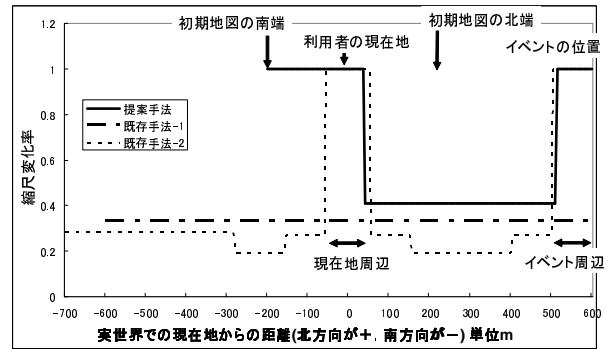 初期地図の南端
初期地図の北端
利用者の現在地
イベントの位置
提案手法
既存手法-1
既存手法-2
縮尺変化率
1.2
1
0.8
0.6
0.4
0.2
0
現在地周辺
イベント周辺
-700 -600 -500 -400 -300 -200 -100 0 100 200 300 400 500 600
実世界での現在地からの距離(北方向が+, 南方向が-) 単位m